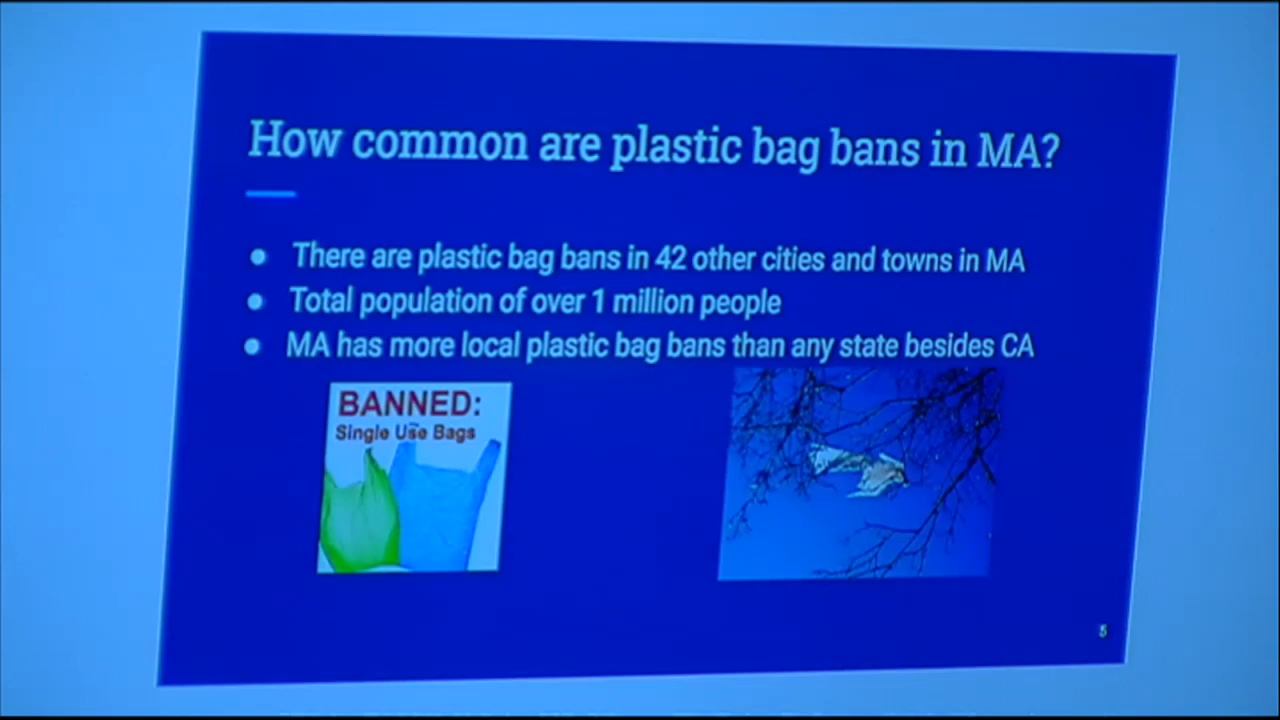 How common are plastic bag bans in MA?
● There are plastic bag bans in 42 other cities and towns in MA
● Total population of over 1 million people
● MA has more local plastic bag bans than any state besides CA
BANNED:
Single Use Bags
5